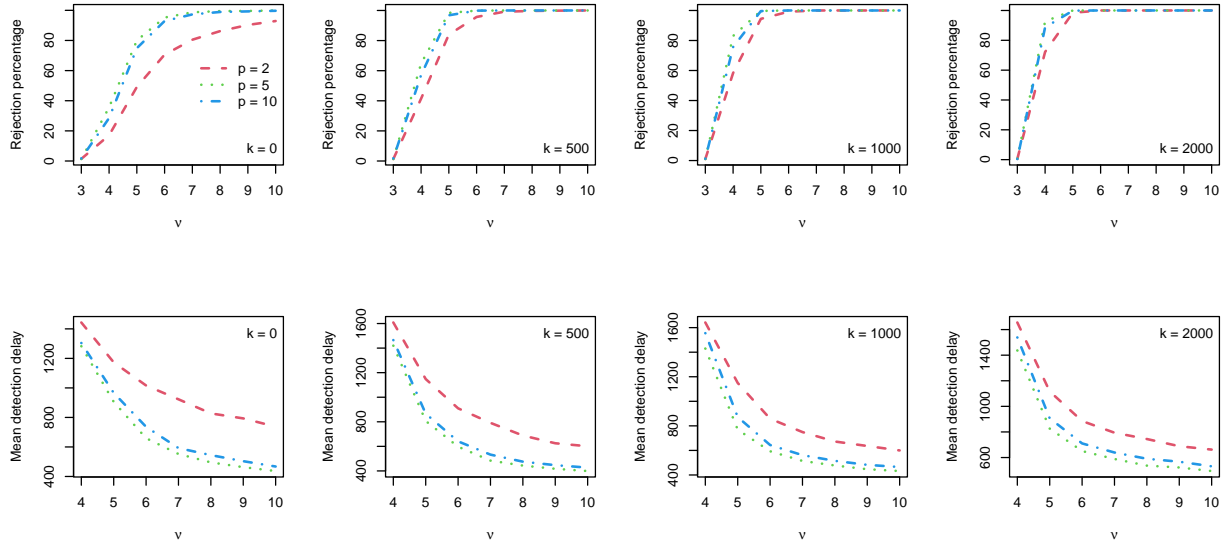 Rejection percentage
0 20 40 60 80
p = 2
p = 5
p = 10
k = 0
3 4 5 6 7 8 9 10
ν
Rejection percentage
0 20 40 60 80
k = 500
3 4 5 6 7 8 9 10
ν
Rejection percentage
0 20 40 60 80
k = 1000
3 4 5 6 7 8 9 10
ν
Rejection percentage
0 20 40 60 80
k = 2000
3 4 5 6 7 8 9 10
ν
Mean detection delay
400 800 1200
k = 0
4 5 6 7 8 9 10
ν
Mean detection delay
400 800 1200 1600
k = 500
4 5 6 7 8 9 10
ν
Mean detection delay
400 800 1200 1600
k = 1000
4 5 6 7 8 9 10
ν
Mean detection delay
600 1000 1400
k = 2000
4 5 6 7 8 9 10
ν